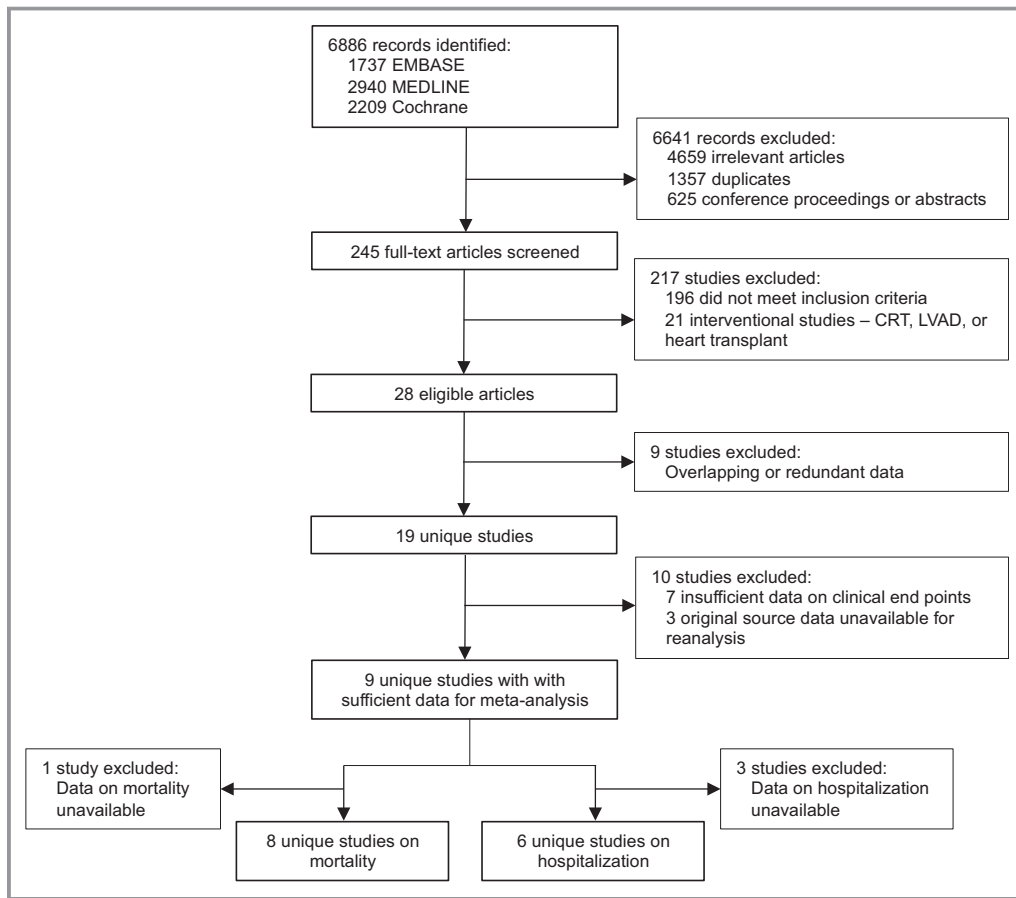 6886 records identified:
1737 EMBASE
2940 MEDLINE
2209 Cochrane
6641 records excluded:
4659 irrelevant articles
1357 duplicates
625 conference proceedings or abstracts
245 full-text articles screened
217 studies excluded:
196 did not meet inclusion criteria
21 interventional studies – CRT, LVAD, or
heart transplant
28 eligible articles
9 studies excluded:
Overlapping or redundant data
19 unique studies
10 studies excluded:
7 insufficient data on clinical end points
3 original source data unavailable for
reanalysis
9 unique studies with with
sufficient data for meta-analysis
1 study excluded:
Data on mortality
unavailable
3 studies excluded:
Data on hospitalization
unavailable
8 unique studies on
mortality
6 unique studies on
hospitalization